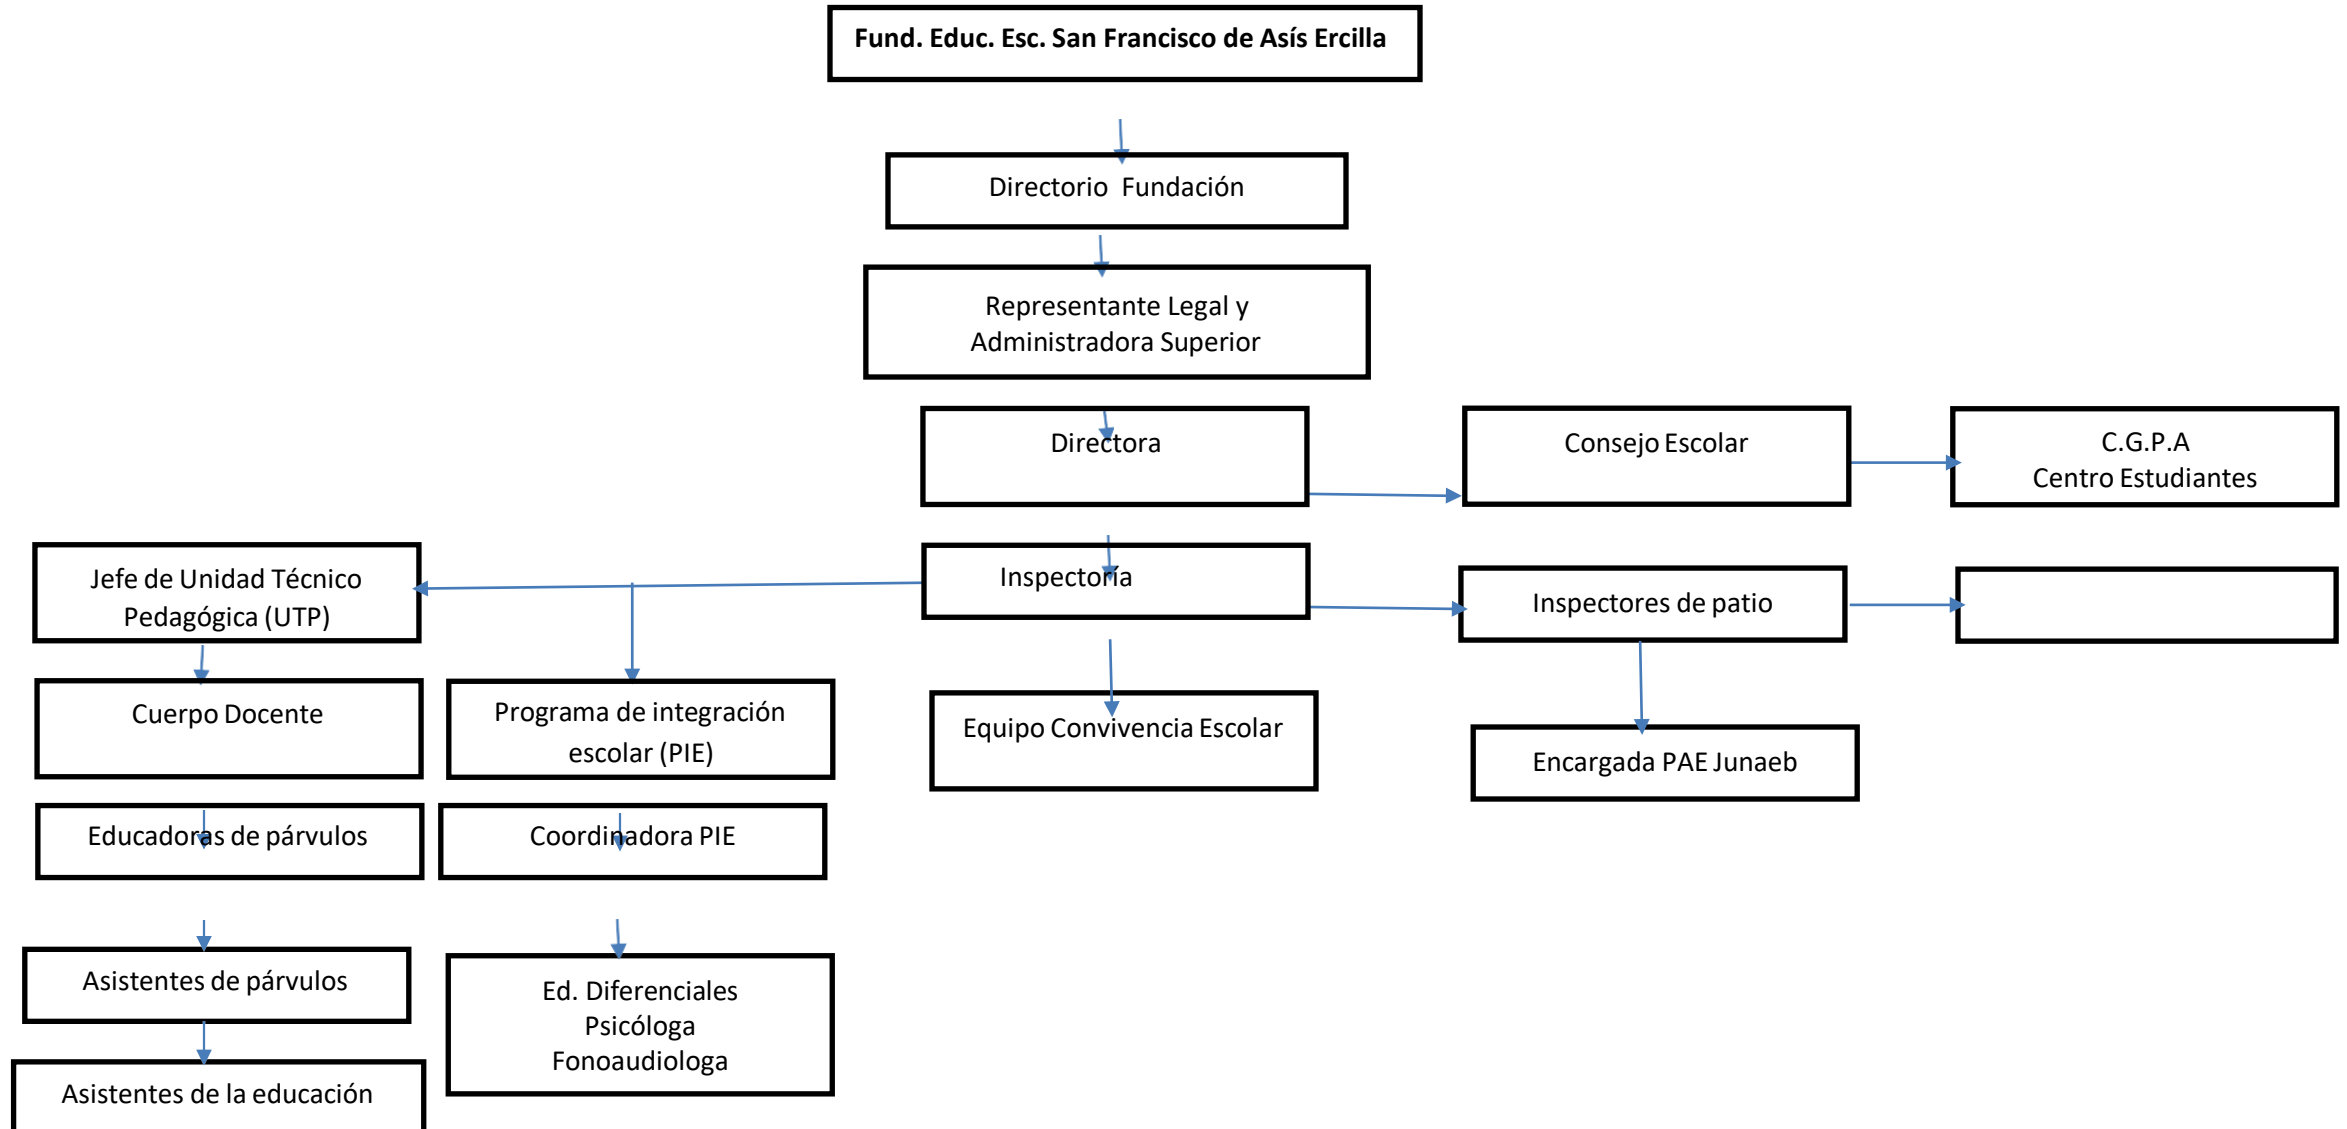 Fund. Educ. Esc. San Francisco de Asís Ercilla
Directorio Fundación
Representante Legal y
Administradora Superior
Directora
Consejo Escolar
C.G.P.A
Centro Estudiantes
Jefe de Unidad Técnico
Pedagógica (UTP)
Inspectoría
Inspectores de patio
Cuerpo Docente
Programa de integración
escolar (PIE)
Equipo Convivencia Escolar
Encargada PAE Junaeb
Educadoras de párvulos
Coordinadora PIE
Asistentes de párvulos
Ed. Diferenciales
Psicóloga
Fonoaudiologa
Asistentes de la educación